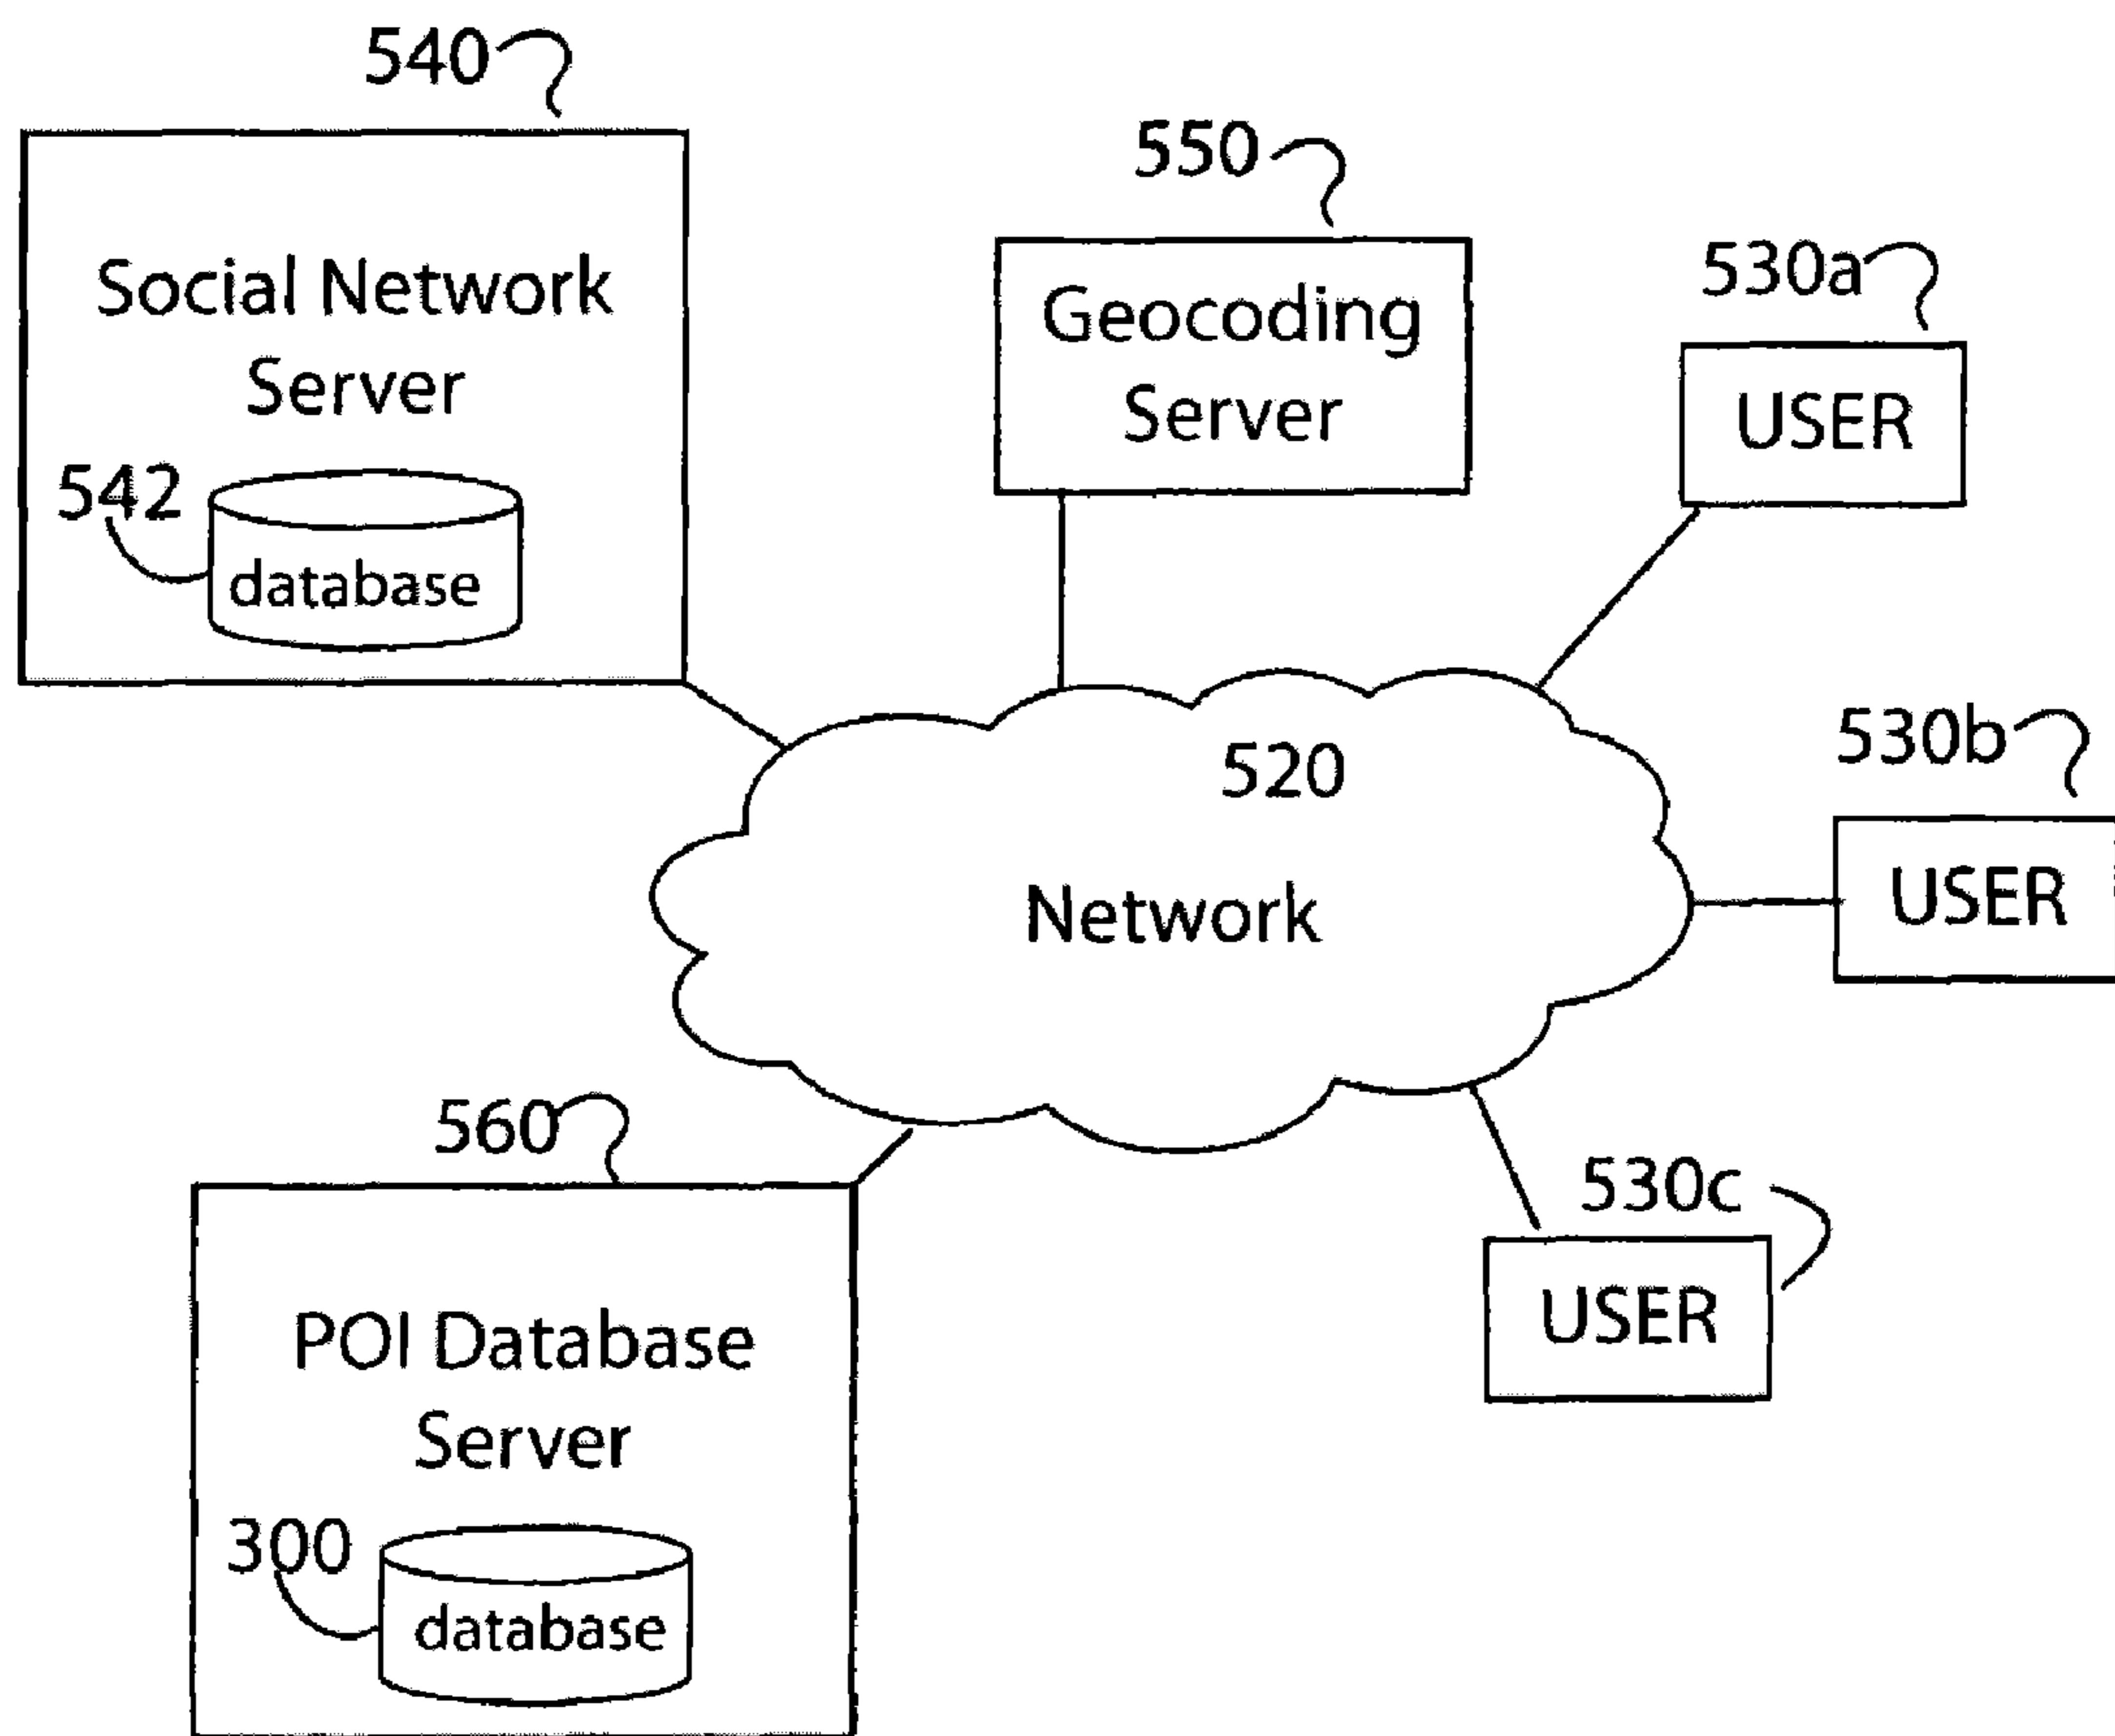 540
Social Network
Server
542
database
550
Geocoding
Server
530a
USER
520
Network
530b
USER
560
POI Database
Server
300
database
530c
USER